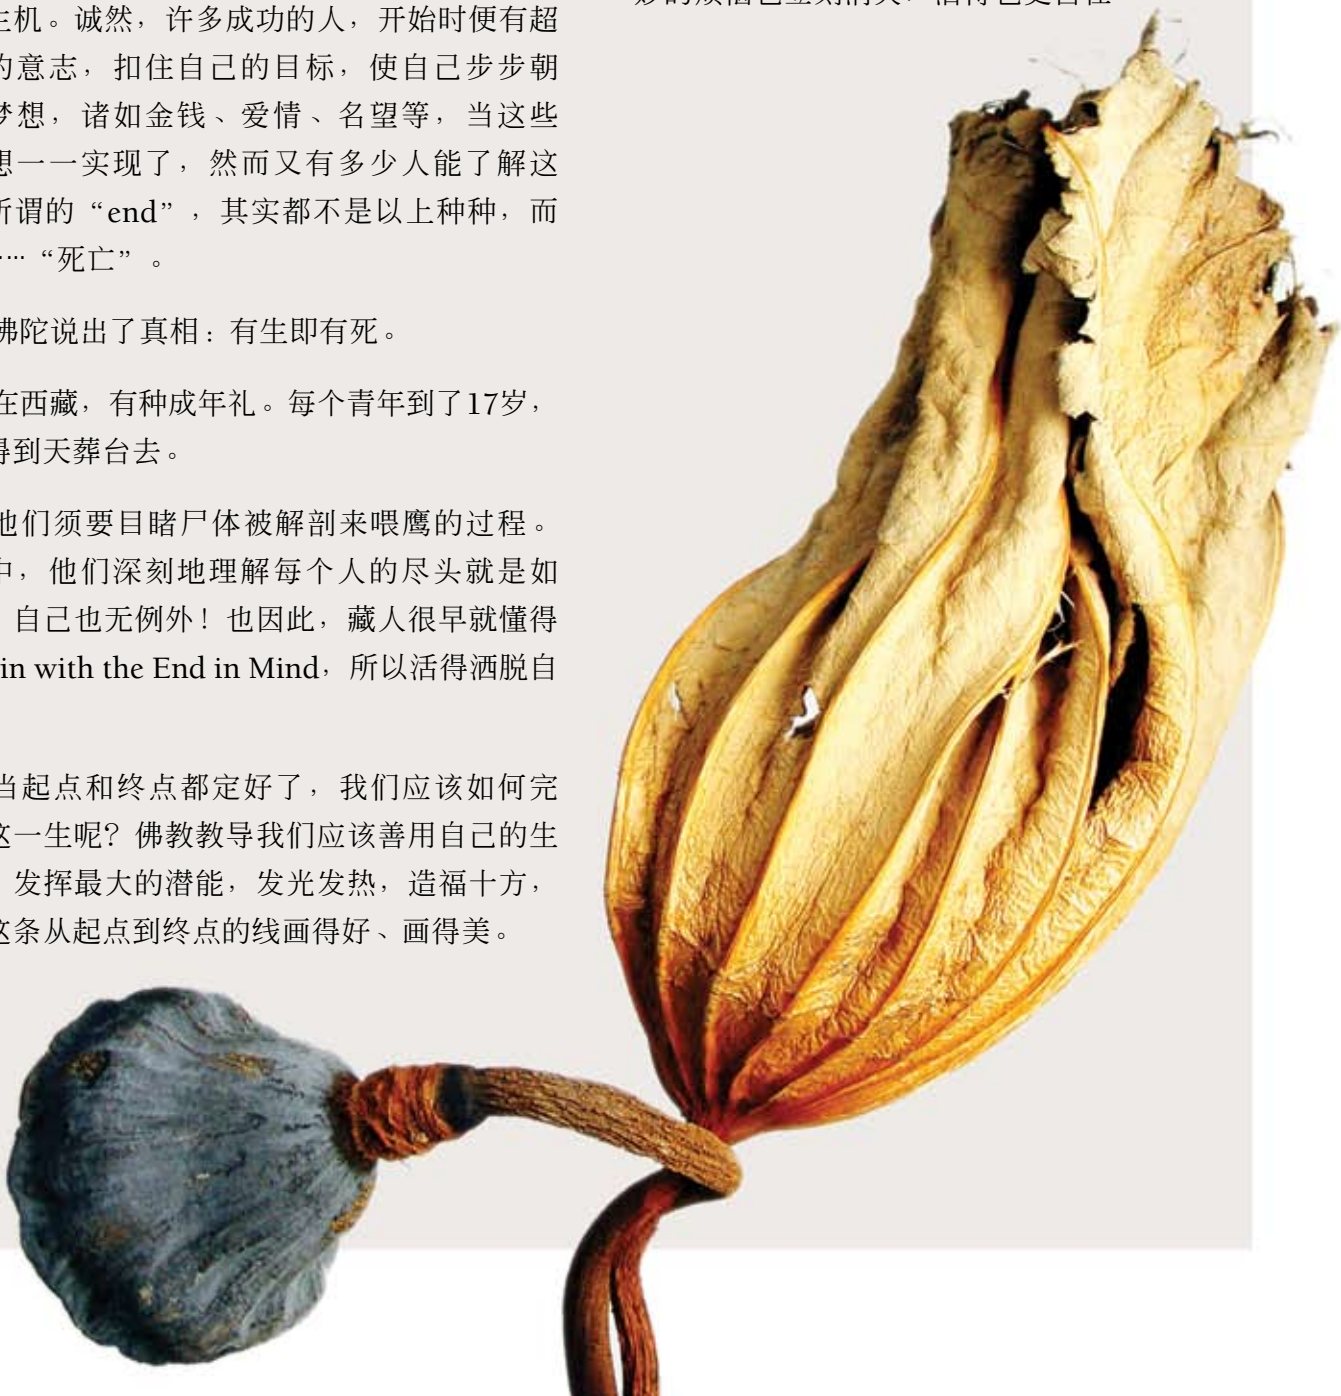 生机。诚然，许多成功的人，开始时便有超
的意志，扣住自己的目标，使自己步步朝
梦想，诸如金钱、爱情、名望等，当这些
想一一实现了，然而又有多少人能了解这
所谓的“end”，其实都不是以上种种，而
…“死亡”。
佛陀说出了真相：有生即有死。
在西藏，有种成年礼。每个青年到了17岁，
得到天葬台去。
他们须要目睹尸体被解剖来喂鹰的过程。
中，他们深刻地理解每个人的尽头就是如
自己也无例外！也因此，藏人很早就懂得
in with the End in Mind，所以活得洒脱自
当起点和终点都定好了，我们应该如何完
这一生呢？佛教教导我们应该善用自己的生
发挥最大的潜能，发光发热，造福十方，
这条从起点到终点的线画得好、画得美。